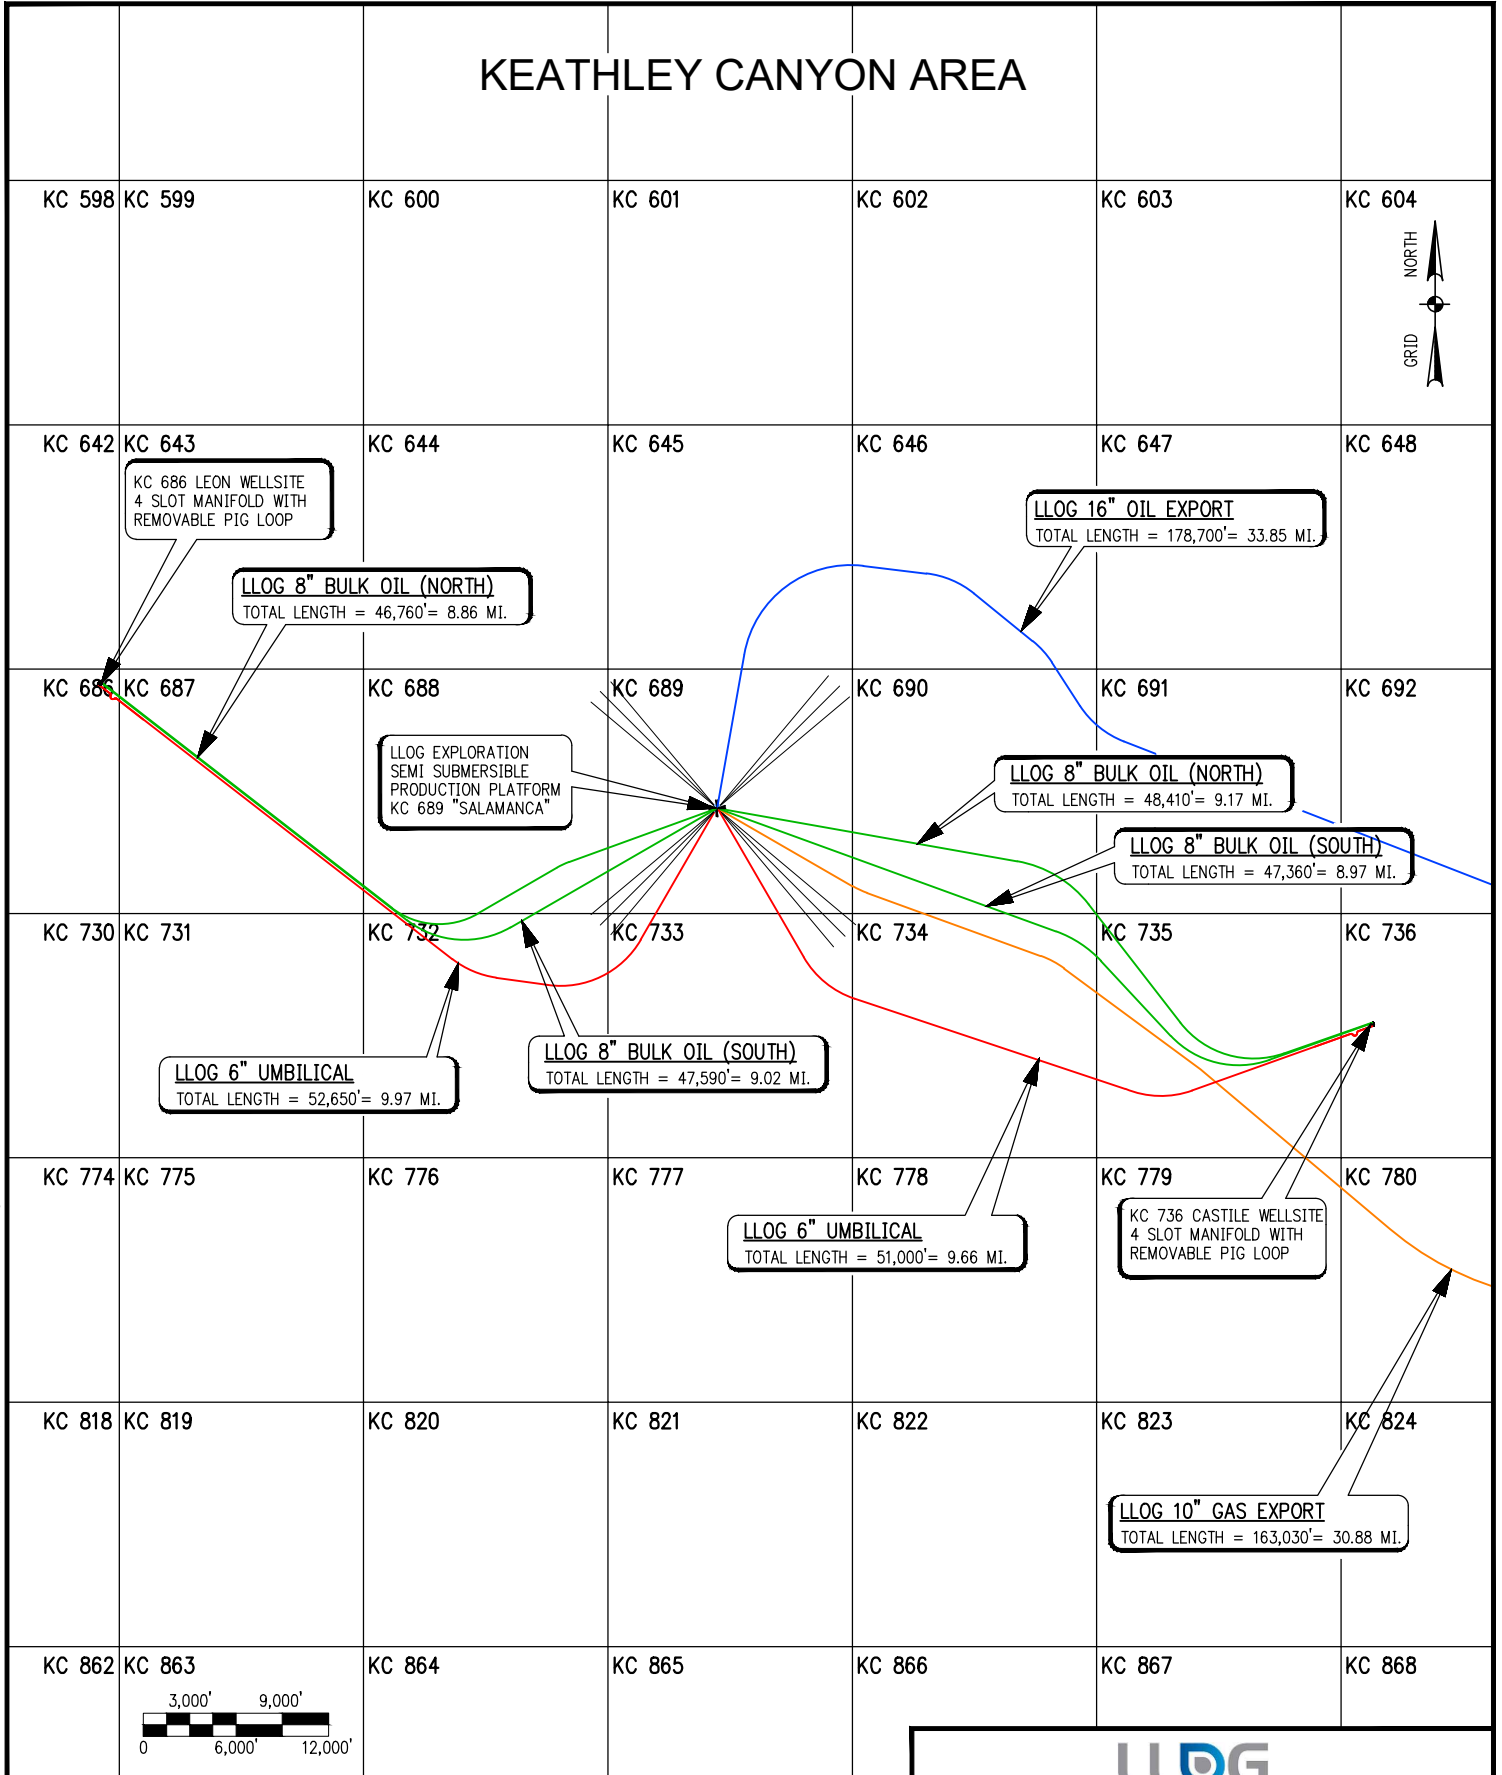 KEATHLEY CANYON AREA
KC 598
KC 599
KC 600
KC 601
KC 602
KC 603
KC 604
NORTH
GRID
KC 642
KC 643
KC 644
KC 645
KC 646
KC 647
KC 648
KC 686 LEON WELLSITE
4 SLOT MANIFOLD WITH
REMOVABLE PIG LOOP
LLOG 16" OIL EXPORT
TOTAL LENGTH = 178,700'= 33.85 MI.
LLOG 8" BULK OIL (NORTH)
TOTAL LENGTH = 46,760'= 8.86 MI.
KC 686
KC 687
KC 688
KC 689
KC 690
KC 691
KC 692
LLOG EXPLORATION
SEMI SUBMERSIBLE
PRODUCTION PLATFORM
KC 689 "SALAMANCA"
LLOG 8" BULK OIL (NORTH)
TOTAL LENGTH = 48,410'= 9.17 MI.
LLOG 8" BULK OIL (SOUTH)
TOTAL LENGTH = 47,360'= 8.97 MI.
KC 730
KC 731
KC 732
KC 733
KC 734
KC 735
KC 736
LLOG 8" BULK OIL (SOUTH)
TOTAL LENGTH = 47,590'= 9.02 MI.
LLOG 6" UMBILICAL
TOTAL LENGTH = 52,650'= 9.97 MI.
KC 774
KC 775
KC 776
KC 777
KC 778
KC 779
KC 780
KC 736 CASTILE WELLSITE
4 SLOT MANIFOLD WITH
REMOVABLE PIG LOOP
LLOG 6" UMBILICAL
TOTAL LENGTH = 51,000'= 9.66 MI.
KC 818
KC 819
KC 820
KC 821
KC 822
KC 823
KC 824
LLOG 10" GAS EXPORT
TOTAL LENGTH = 163,030'= 30.88 MI.
KC 862
KC 863
KC 864
KC 865
KC 866
KC 867
KC 868
3,000' 9,000'
0 6,000' 12,000'
LLOG